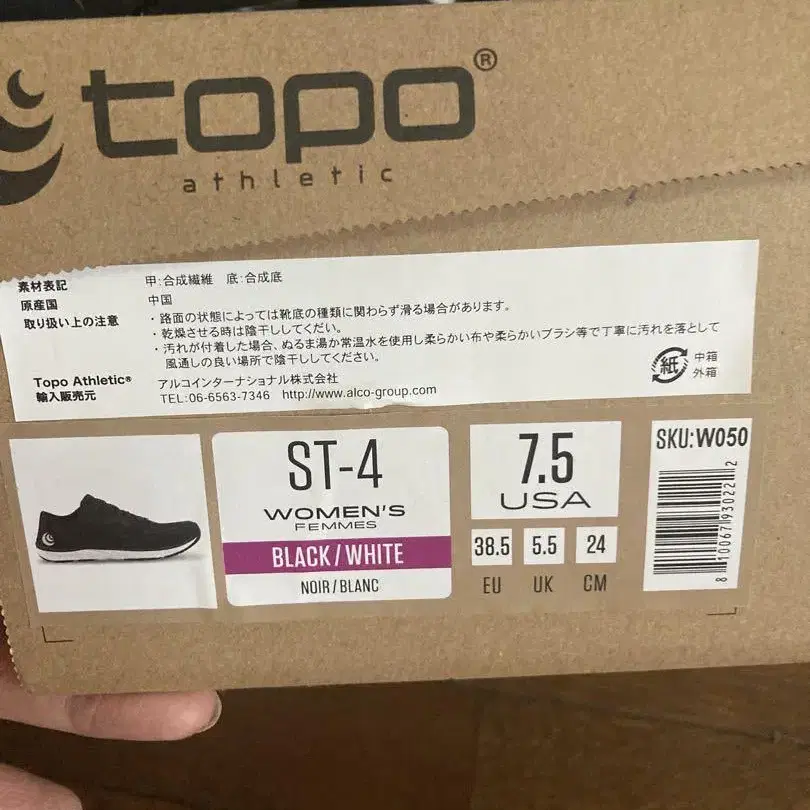 topo®
athletic
素材表記 甲:合成繊維 底:合成底
原産国 中国
取り扱い上の注意 ・路面の状態によっては靴底の種類に関わらず滑る場合があります。
・乾燥させる時は陰干ししてくだい。
・汚れが付着した場合、ぬるま湯か常温水を使用し柔らかい布や柔らかいブラシ等で丁寧に汚れを落として
風通しの良い場所で陰干ししてください。
Topo Athletic® アルコインターナショナル株式会社
輸入販売元 TEL:06-6563-7346 http://www.alco-group.com
紙 中箱
外箱
ST-4
WOMEN'S
FEMMES
BLACK/WHITE
NOIR/BLANC
7.5
USA
38.5 5.5 24
EU UK CM
SKU:W050
8 10067 93022 2